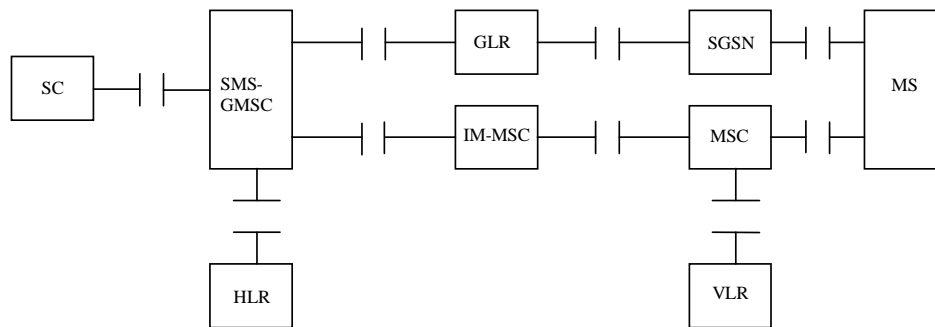 GLR
SGSN
SC
SMS-
GMSC
MS
IM-MSC
MSC
HLR
VLR